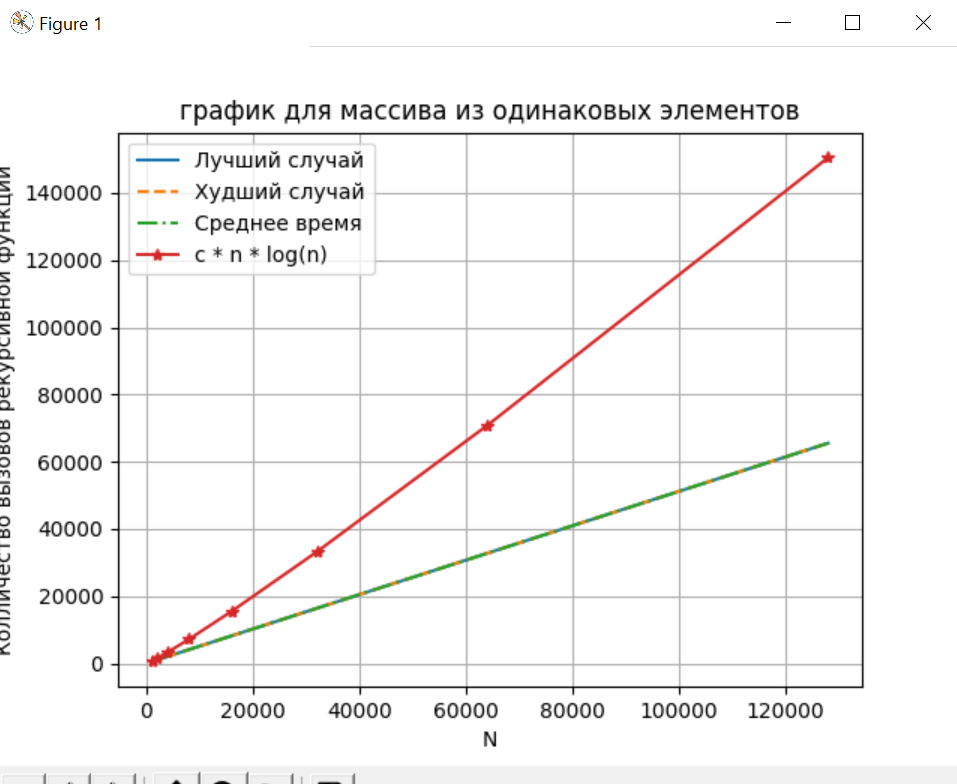 Figure 1
график для массива из одинаковых элементов
Колличество вызовов рекурсивной функции
Лучший случай
Худший случай
Среднее время
c * n * log(n)
140000
120000
100000
80000
60000
40000
20000
0
0 20000 40000 60000 80000 100000 120000
N